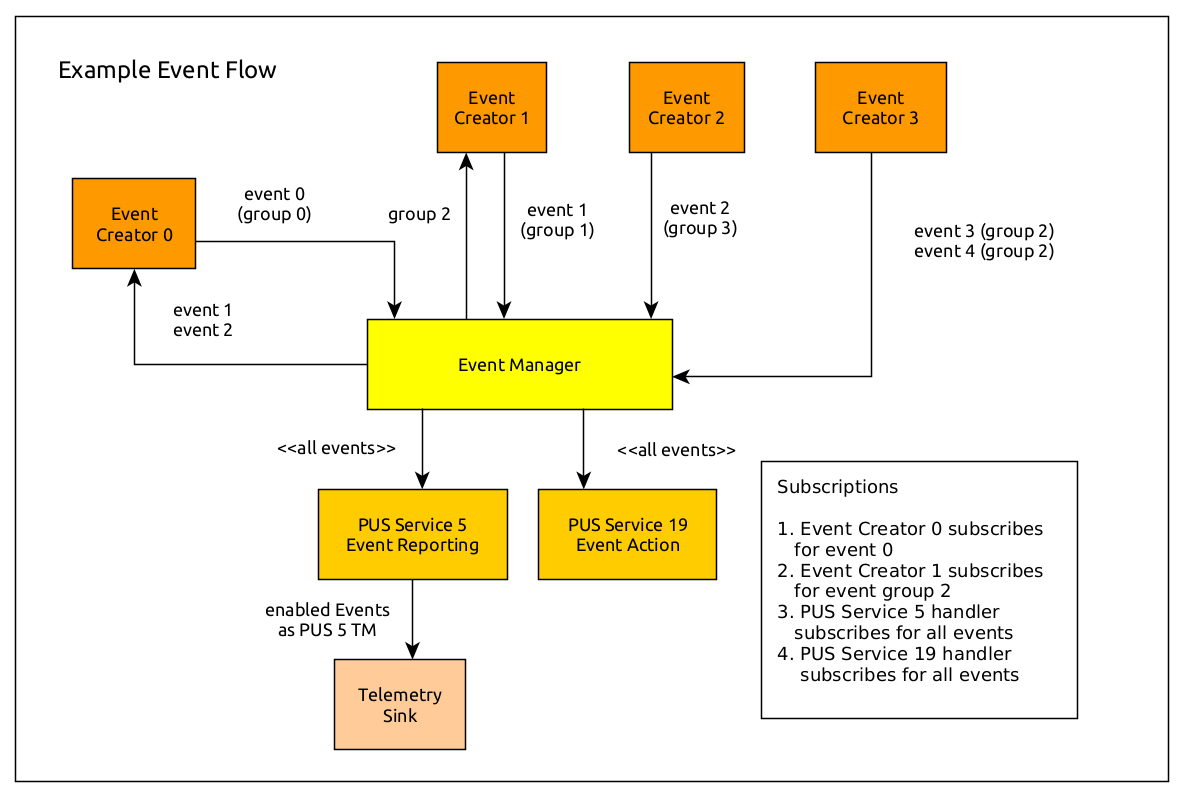 Example Event Flow
Event
Creator 1
Event
Creator 2
Event
Creator 3
Event
Creator 0
event 0
(group 0)
group 2
event 1
(group 1)
event 2
(group 3)
event 3 (group 2)
event 4 (group 2)
event 1
event 2
Event Manager
<<all events>>
<<all events>>
PUS Service 5
Event Reporting
PUS Service 19
Event Action
enabled Events
as PUS 5 TM
Telemetry
Sink
Subscriptions
1. Event Creator 0 subscribes
for event 0
2. Event Creator 1 subscribes
for event group 2
3. PUS Service 5 handler
subscribes for all events
4. PUS Service 19 handler
subscribes for all events